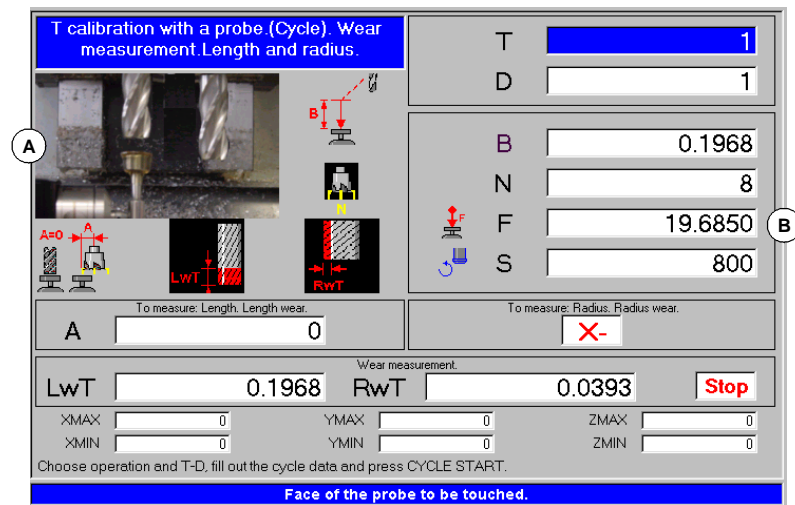 T calibration with a probe.(Cycle). Wear
measurement.Length and radius.
T 1
D 1
A
B
N
A=0 A
LwT
RwT
B 0.1968
N 8
F F 19.6850
S 800
B
To measure: Length. Length wear.
A 0
To measure: Radius. Radius wear.
X-
Wear measurement.
LwT 0.1968 RwT 0.0393 Stop
XMAX 0 YMAX 0 ZMAX 0
XMIN 0 YMIN 0 ZMIN 0
Choose operation and T-D, fill out the cycle data and press CYCLE START.
Face of the probe to be touched.